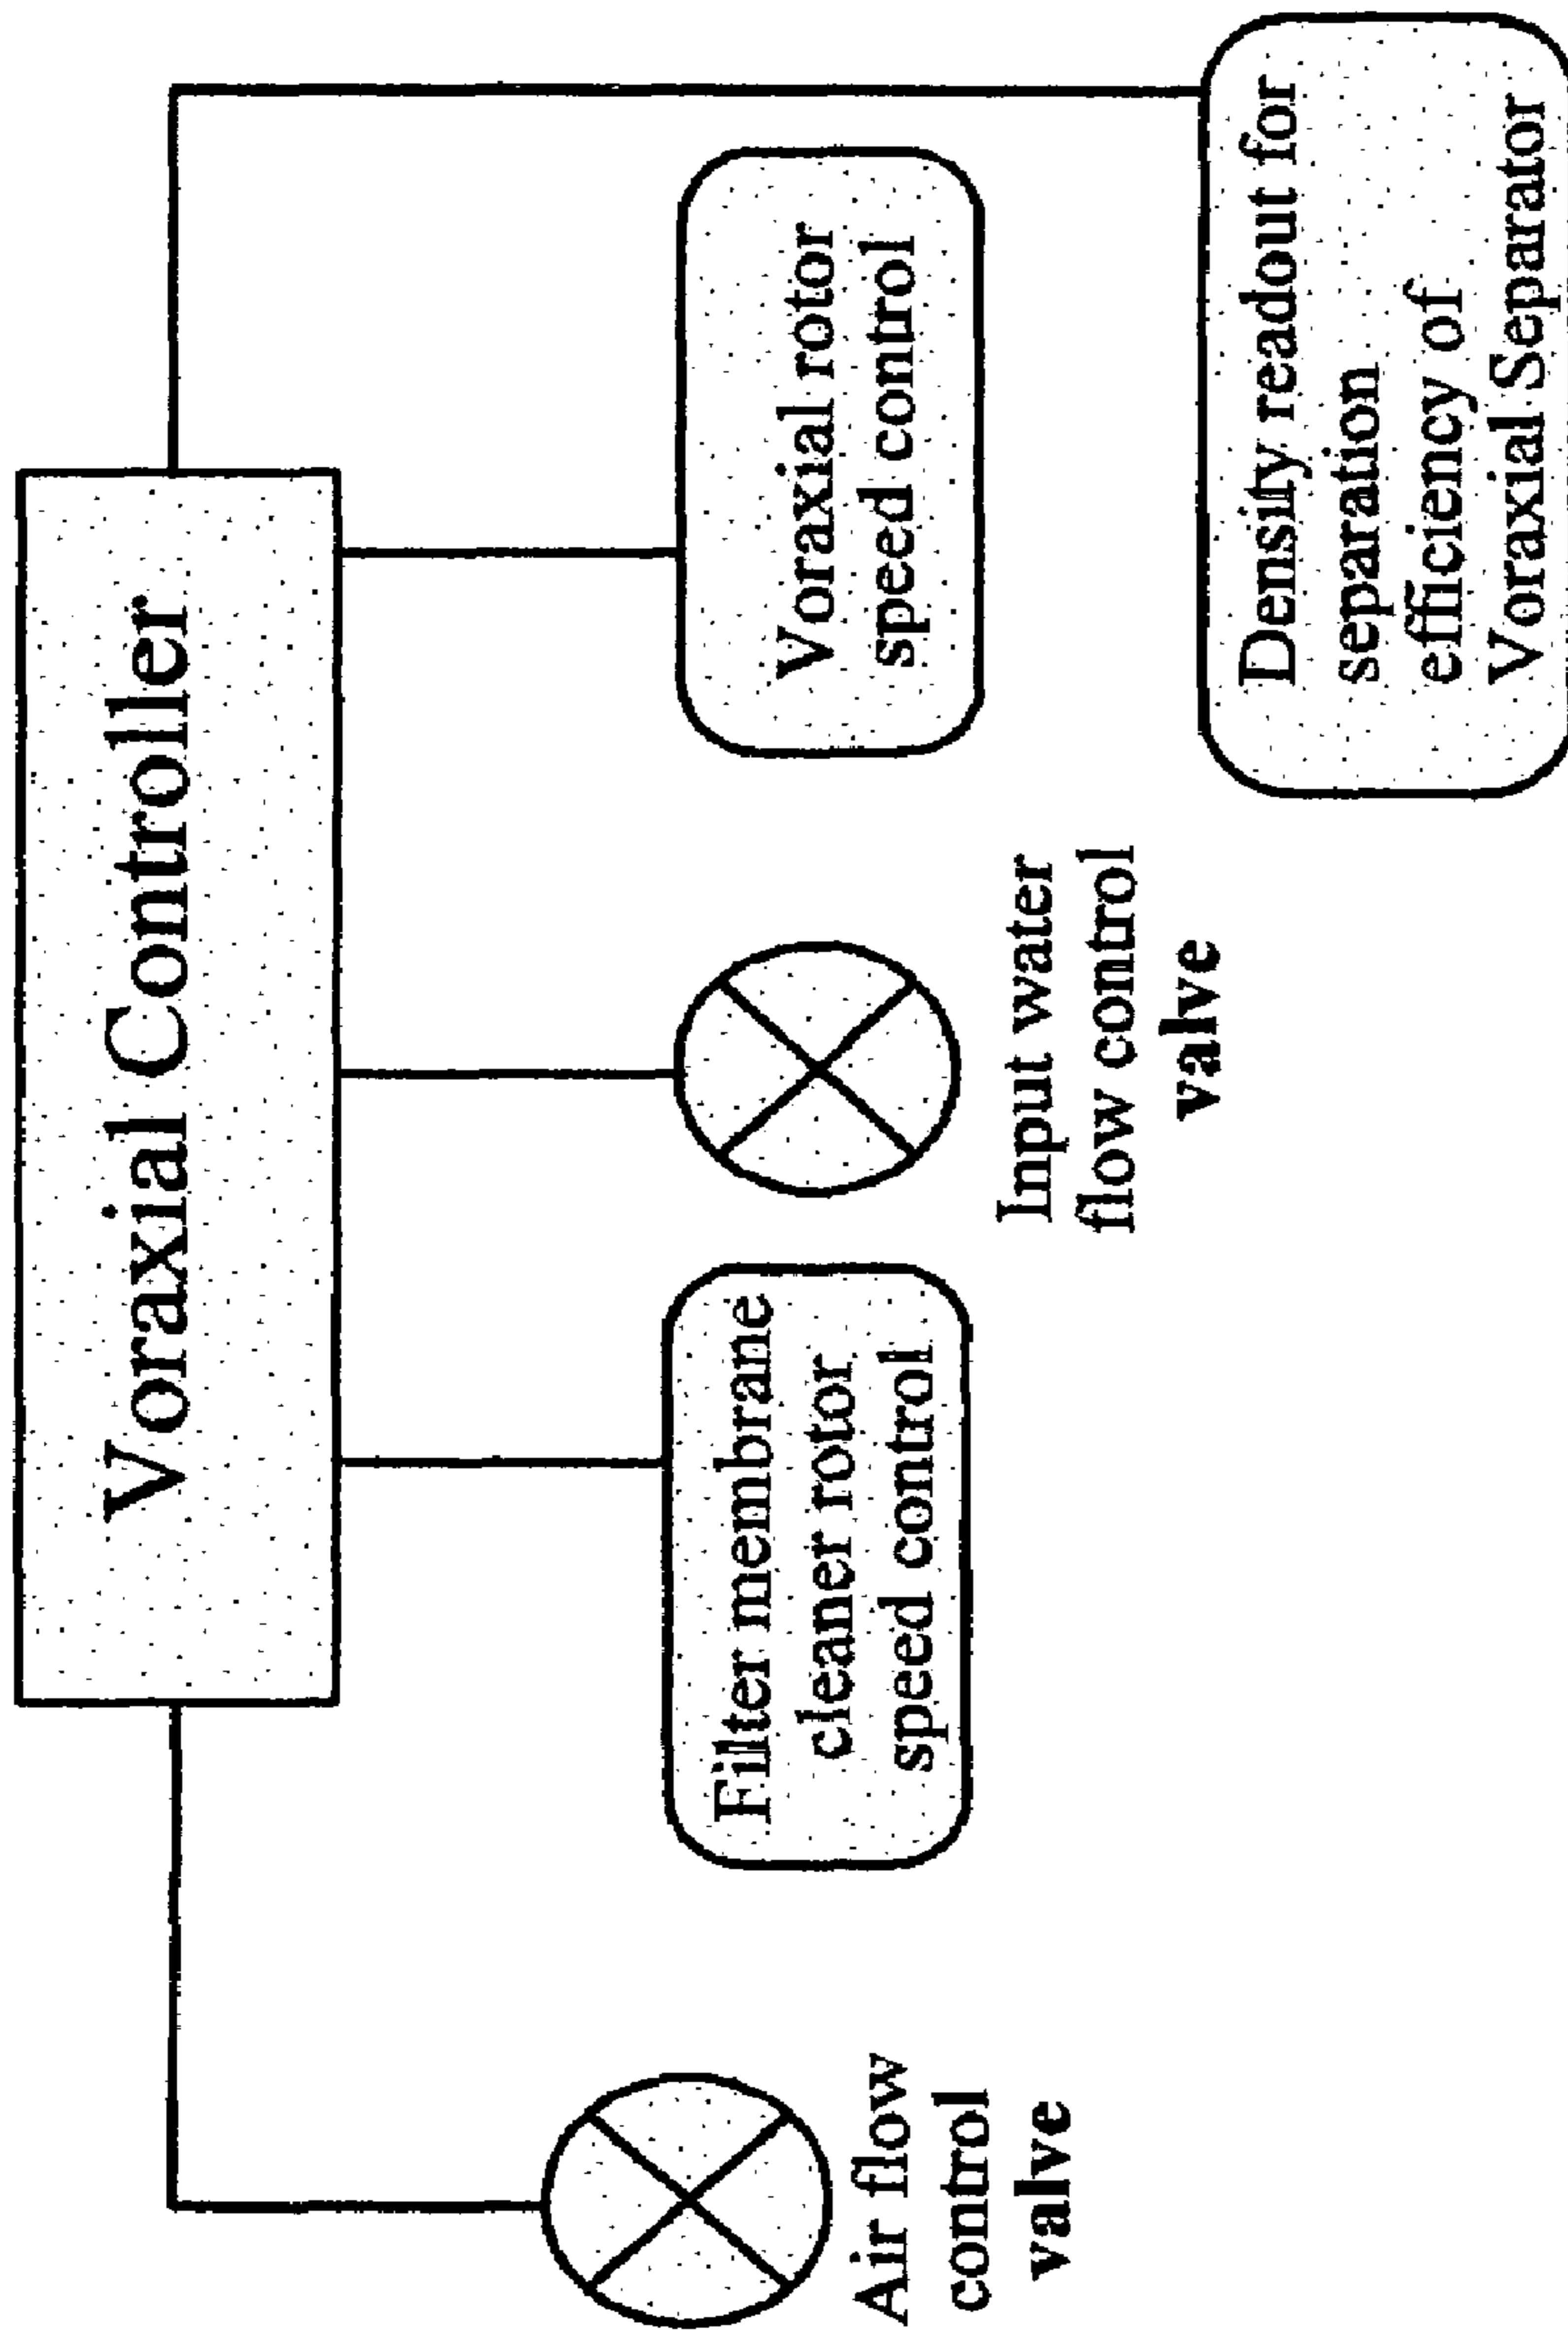 Voraxial Controller
Air flow
control
valve
Filter membrane
cleaner rotor
speed control
Input water
flow control
valve
Voraxial rotor
speed control
Density readout for
separation
efficiency of
Voraxial Separator